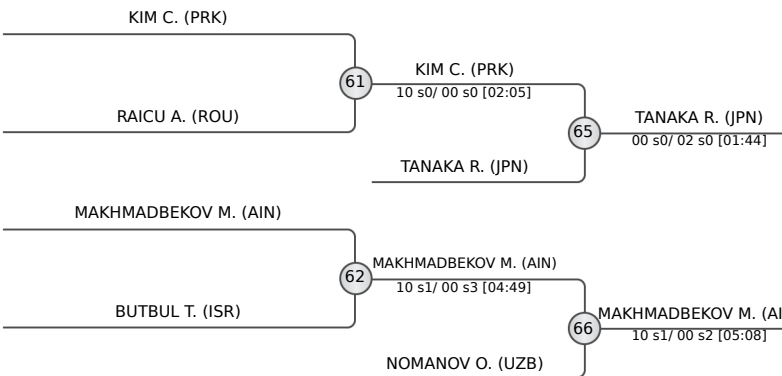 KIM C. (PRK)
61
KIM C. (PRK)
10 s0/ 00 s0 [02:05]
RAICU A. (ROU)
65
TANAKA R. (JPN)
00 s0/ 02 s0 [01:44]
TANAKA R. (JPN)
MAKHMADBEKOV M. (AIN)
62
MAKHMADBEKOV M. (AIN)
10 s1/ 00 s3 [04:49]
BUTBUL T. (ISR)
66
MAKHMADBEKOV M. (AI
10 s1/ 00 s2 [05:08]
NOMANOV O. (UZB)